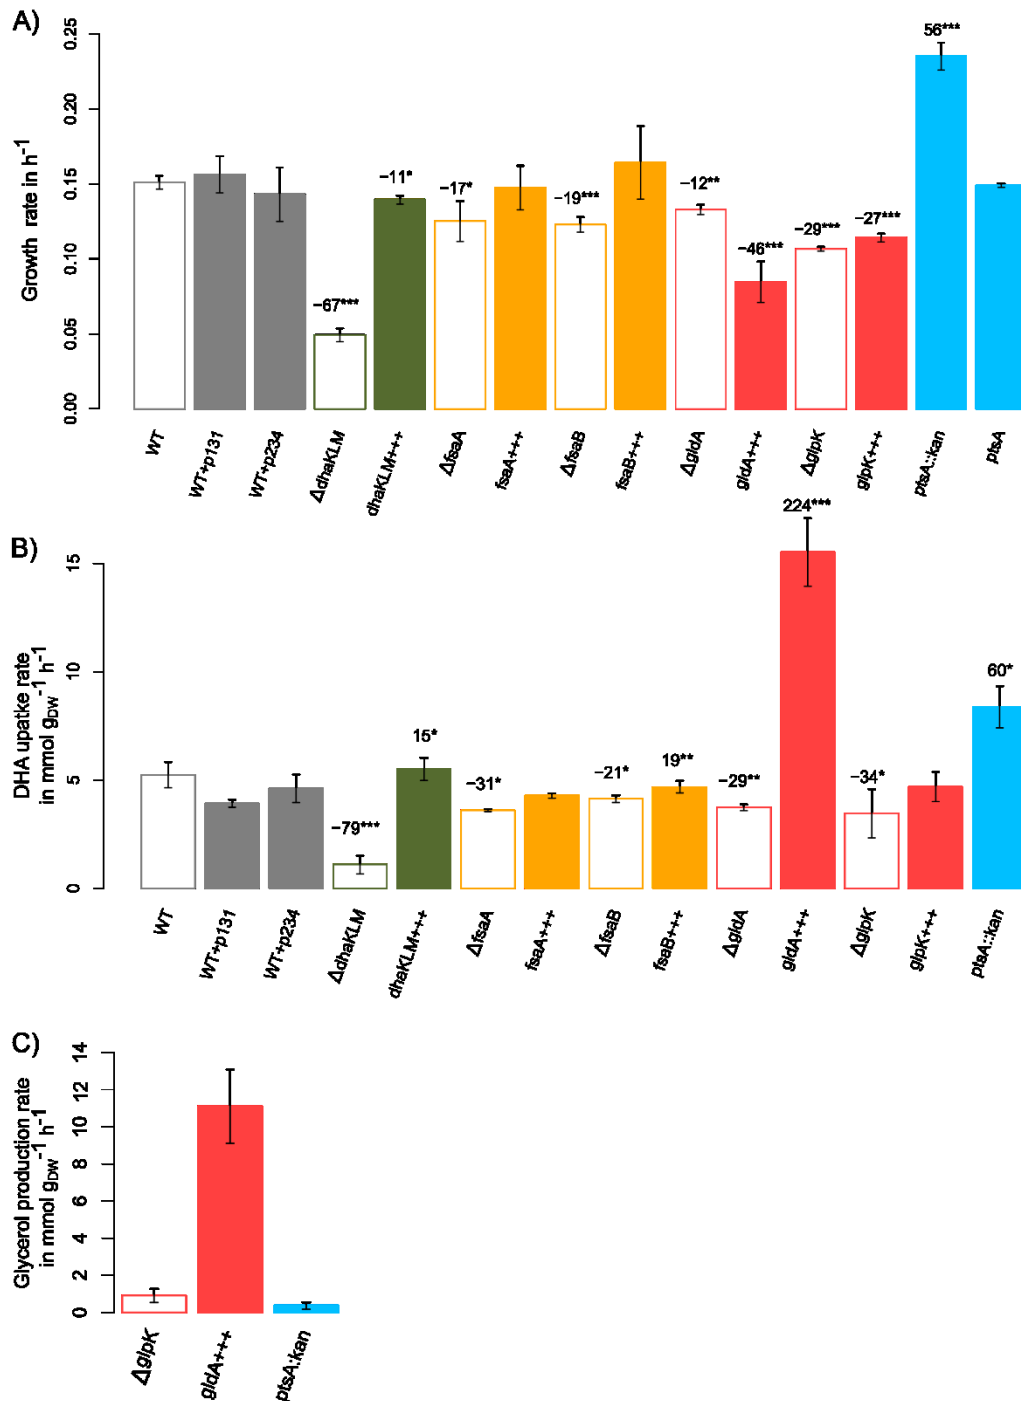 A)
Growth rate in h⁻¹
0.25
0.20
0.15
0.10
0.05
0.00
−67***
−11*
−17*
−19***
−12**
−46***
−29***
−27***
56***
WT
WT+p131
WT+p234
ΔdhaKLM
dhaKLM+++
ΔfsaA
fsaA+++
ΔfsaB
fsaB+++
ΔgldA
gldA+++
ΔglpK
glpK+++
ptsA::kan
ptsA
B)
DHA upatke rate
in mmol gDW⁻¹ h⁻¹
15
10
5
0
−79***
15*
−31*
−21*
19**
−29**
224***
−34*
60*
WT
WT+p131
WT+p234
ΔdhaKLM
dhaKLM+++
ΔfsaA
fsaA+++
ΔfsaB
fsaB+++
ΔgldA
gldA+++
ΔglpK
glpK+++
ptsA::kan
C)
Glycerol production rate
in mmol gDW⁻¹ h⁻¹
14
12
10
8
6
4
2
0
ΔglpK
gldA+++
ptsA:kan